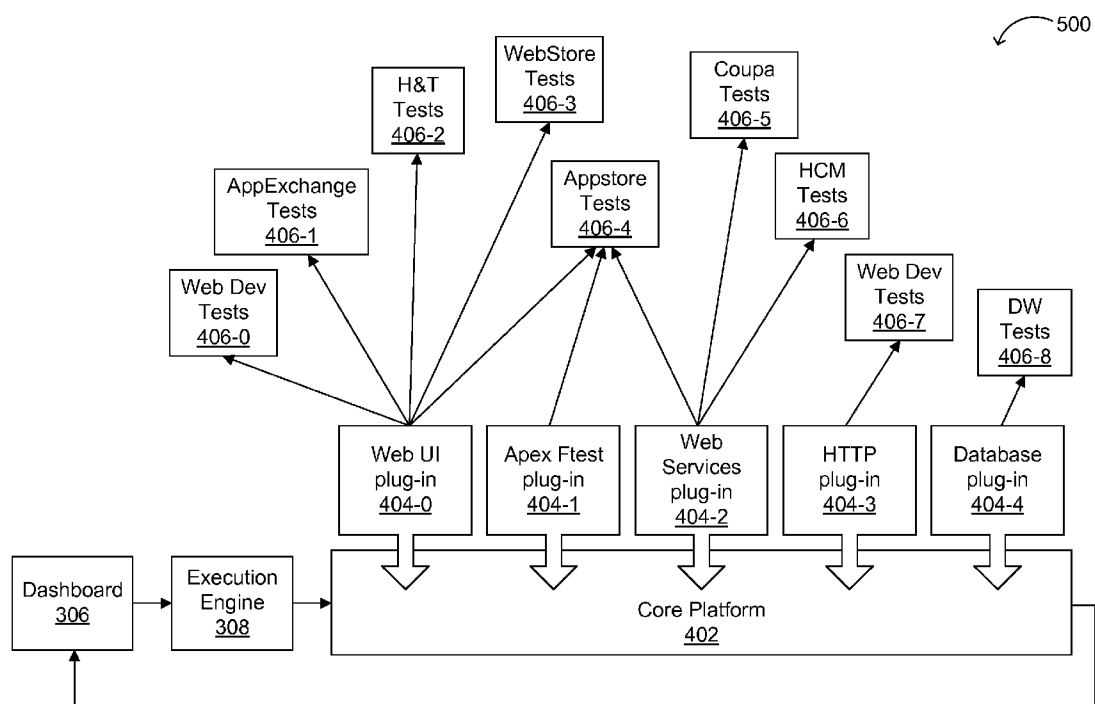 500
WebStore
Tests
406-3
Coupa
Tests
406-5
H&T
Tests
406-2
Appstore
Tests
406-4
HCM
Tests
406-6
AppExchange
Tests
406-1
Web Dev
Tests
406-0
Web Dev
Tests
406-7
DW
Tests
406-8
Web UI
plug-in
404-0
Apex Ftest
plug-in
404-1
Web
Services
plug-in
404-2
HTTP
plug-in
404-3
Database
plug-in
404-4
Dashboard
306
Execution
Engine
308
Core Platform
402